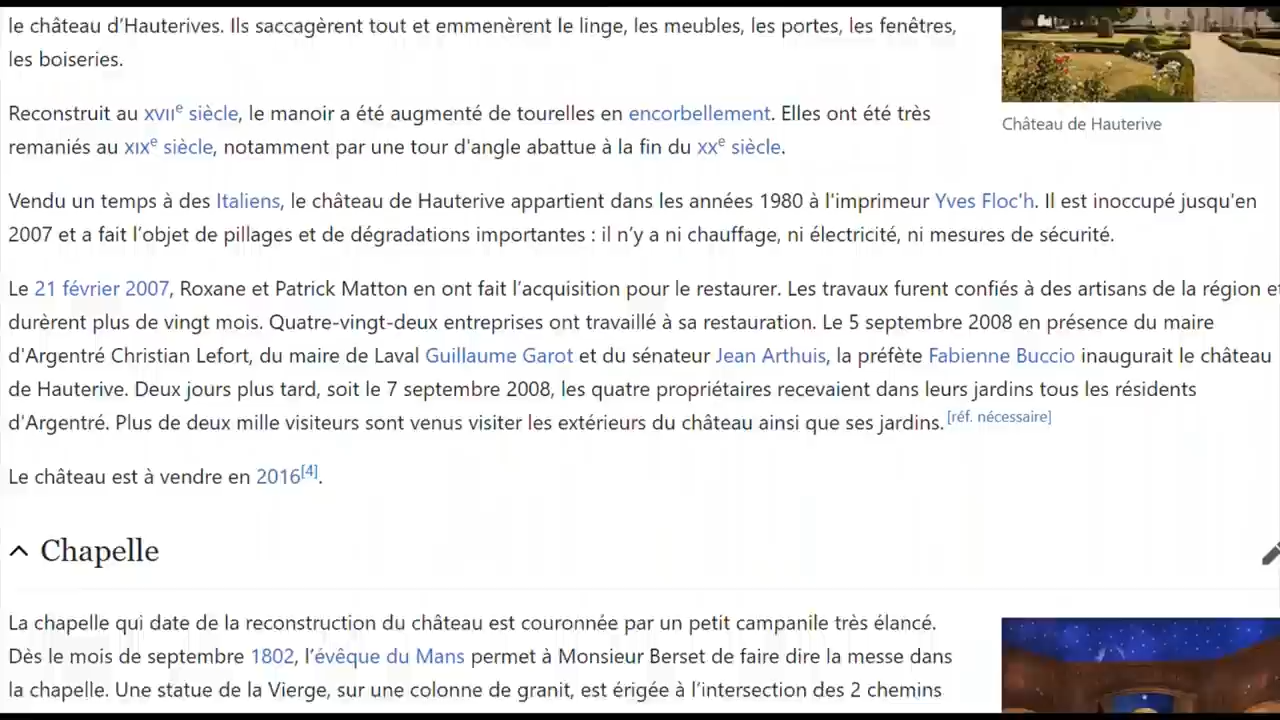 le château d’Hauterives. Ils saccagèrent tout et emmenèrent le linge, les meubles, les portes, les fenêtres,
les boiseries.
Château de Hauterive
Reconstruit au XVIIe siècle, le manoir a été augmenté de tourelles en encorbellement. Elles ont été très
remaniés au XIXe siècle, notamment par une tour d'angle abattue à la fin du XXe siècle.
Vendu un temps à des Italiens, le château de Hauterive appartient dans les années 1980 à l'imprimeur Yves Floc'h. Il est inoccupé jusqu'en
2007 et a fait l’objet de pillages et de dégradations importantes : il n’y a ni chauffage, ni électricité, ni mesures de sécurité.
Le 21 février 2007, Roxane et Patrick Matton en ont fait l’acquisition pour le restaurer. Les travaux furent confiés à des artisans de la région et
durèrent plus de vingt mois. Quatre-vingt-deux entreprises ont travaillé à sa restauration. Le 5 septembre 2008 en présence du maire
d'Argentré Christian Lefort, du maire de Laval Guillaume Garot et du sénateur Jean Arthuis, la préfète Fabienne Buccio inaugurait le château
de Hauterive. Deux jours plus tard, soit le 7 septembre 2008, les quatre propriétaires recevaient dans leurs jardins tous les résidents
d'Argentré. Plus de deux mille visiteurs sont venus visiter les extérieurs du château ainsi que ses jardins.[réf. nécessaire]
Le château est à vendre en 2016[4].
Chapelle
La chapelle qui date de la reconstruction du château est couronnée par un petit campanile très élancé.
Dès le mois de septembre 1802, l’évêque du Mans permet à Monsieur Berset de faire dire la messe dans
la chapelle. Une statue de la Vierge, sur une colonne de granit, est érigée à l’intersection des 2 chemins